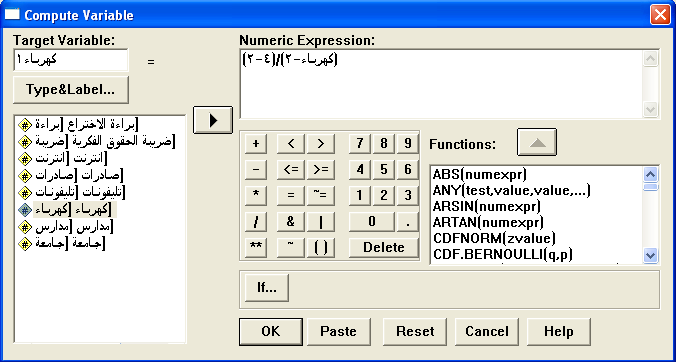 Compute Variable
Target Variable:
كهرباء١
=
Type&Label...
براءة الاختراع [براءة]
ضريبة الحقوق الفكرية [ضريبة]
انترنت [انترنت]
صادرات [صادرات]
تليفونات [تليفونات]
كهرباء [كهرباء]
مدارس [مدارس]
جامعة [جامعة]
Numeric Expression:
(كهرباء-٢)/(٤-٢)
+ < > 7 8 9
- <= >= 4 5 6
* = ~= 1 2 3
/ & | 0 .
** ~ ( ) Delete
Functions:
ABS(numexpr)
ANY(test,value,value,...)
ARSIN(numexpr)
ARTAN(numexpr)
CDFNORM(zvalue)
CDF.BERNOULLI(q,p)
If...
OK Paste Reset Cancel Help